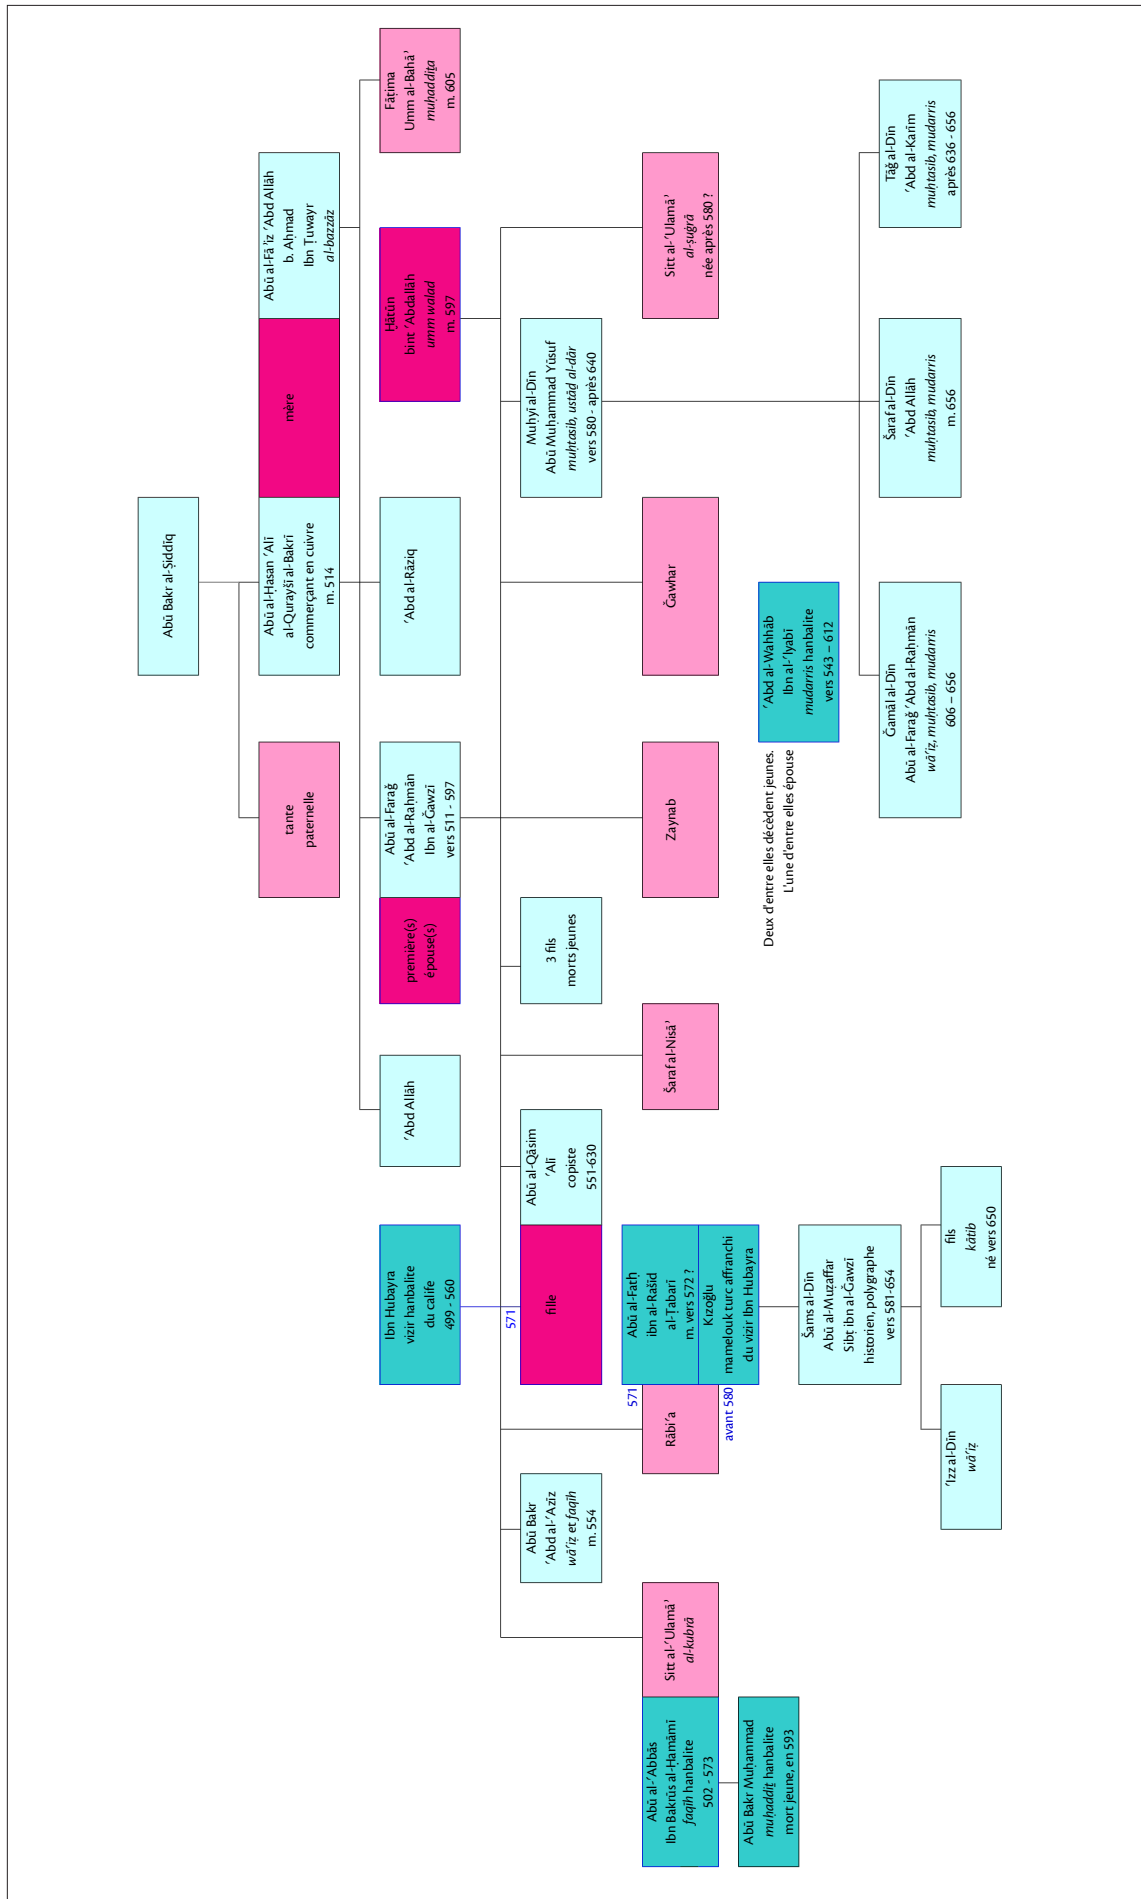 Abū Bakr al-Ṣiddīq
tante
paternelle
Abū al-Ḥasan ʿAlī
al-Qurayšī al-Bakrī
commerçant en cuivre
m. 514
mère
Abū al-Fāʾiz ʿAbd Allāh
b. Aḥmad
Ibn Ṭuwayr
al-bazzāz
Ibn Hubayra
vizir hanbalite
du calife
499 - 560
ʿAbd Allāh
première(s)
épouse(s)
Abū al-Farağ
ʿAbd al-Raḥmān
Ibn al-Ğawzī
vers 511 - 597
ʿAbd al-Rāziq
Ḫātūn
bint ʿAbdallāh
umm walad
m. 597
Fāṭima
Umm al-Bahāʾ
muḥaddiṯa
m. 605
571
Abū Bakr
ʿAbd al-ʿAzīz
wāʿiẓ et faqīh
m. 554
fille
Abū al-Qāsim
ʿAlī
copiste
551-630
3 fils
morts jeunes
Muḥyī al-Dīn
Abū Muḥammad Yūsuf
muḥtasib, ustāḏ al-dār
vers 580 - après 640
Abū al-ʿAbbās
Ibn Bakrūs al-Ḥamāmī
faqīh hanbalite
502 - 573
Sitt al-ʿUlamāʾ
al-kubrā
Rābiʿa
571
avant 580
Abū al-Fatḥ
ibn al-Rašīd
al-Ṭabarī
m. vers 572 ?
Kızoğlu
mamelouk turc affranchi
du vizir Ibn Hubayra
Šaraf al-Nisāʾ
Zaynab
Ğawhar
Sitt al-ʿUlamāʾ
al-ṣuġrā
née après 580 ?
Abū Bakr Muḥammad
muḥaddiṯ hanbalite
mort jeune, en 593
Deux d'entre elles décèdent jeunes.
L'une d'entre elles épouse
ʿAbd al-Wahhāb
Ibn al-ʿIyabī
mudarris hanbalite
vers 543 – 612
Šams al-Dīn
Abū al-Muẓaffar
Sibṭ ibn al-Ğawzī
historien, polygraphe
vers 581-654
Ğamāl al-Dīn
Abū al-Farağ ʿAbd al-Raḥmān
wāʿiẓ, muḥtasib, mudarris
606 – 656
Šaraf al-Dīn
ʿAbd Allāh
muḥtasib, mudarris
m. 656
Tāğ al-Dīn
ʿAbd al-Karīm
muḥtasib, mudarris
après 636 - 656
ʿIzz al-Dīn
wāʿiẓ
fils
kātib
né vers 650